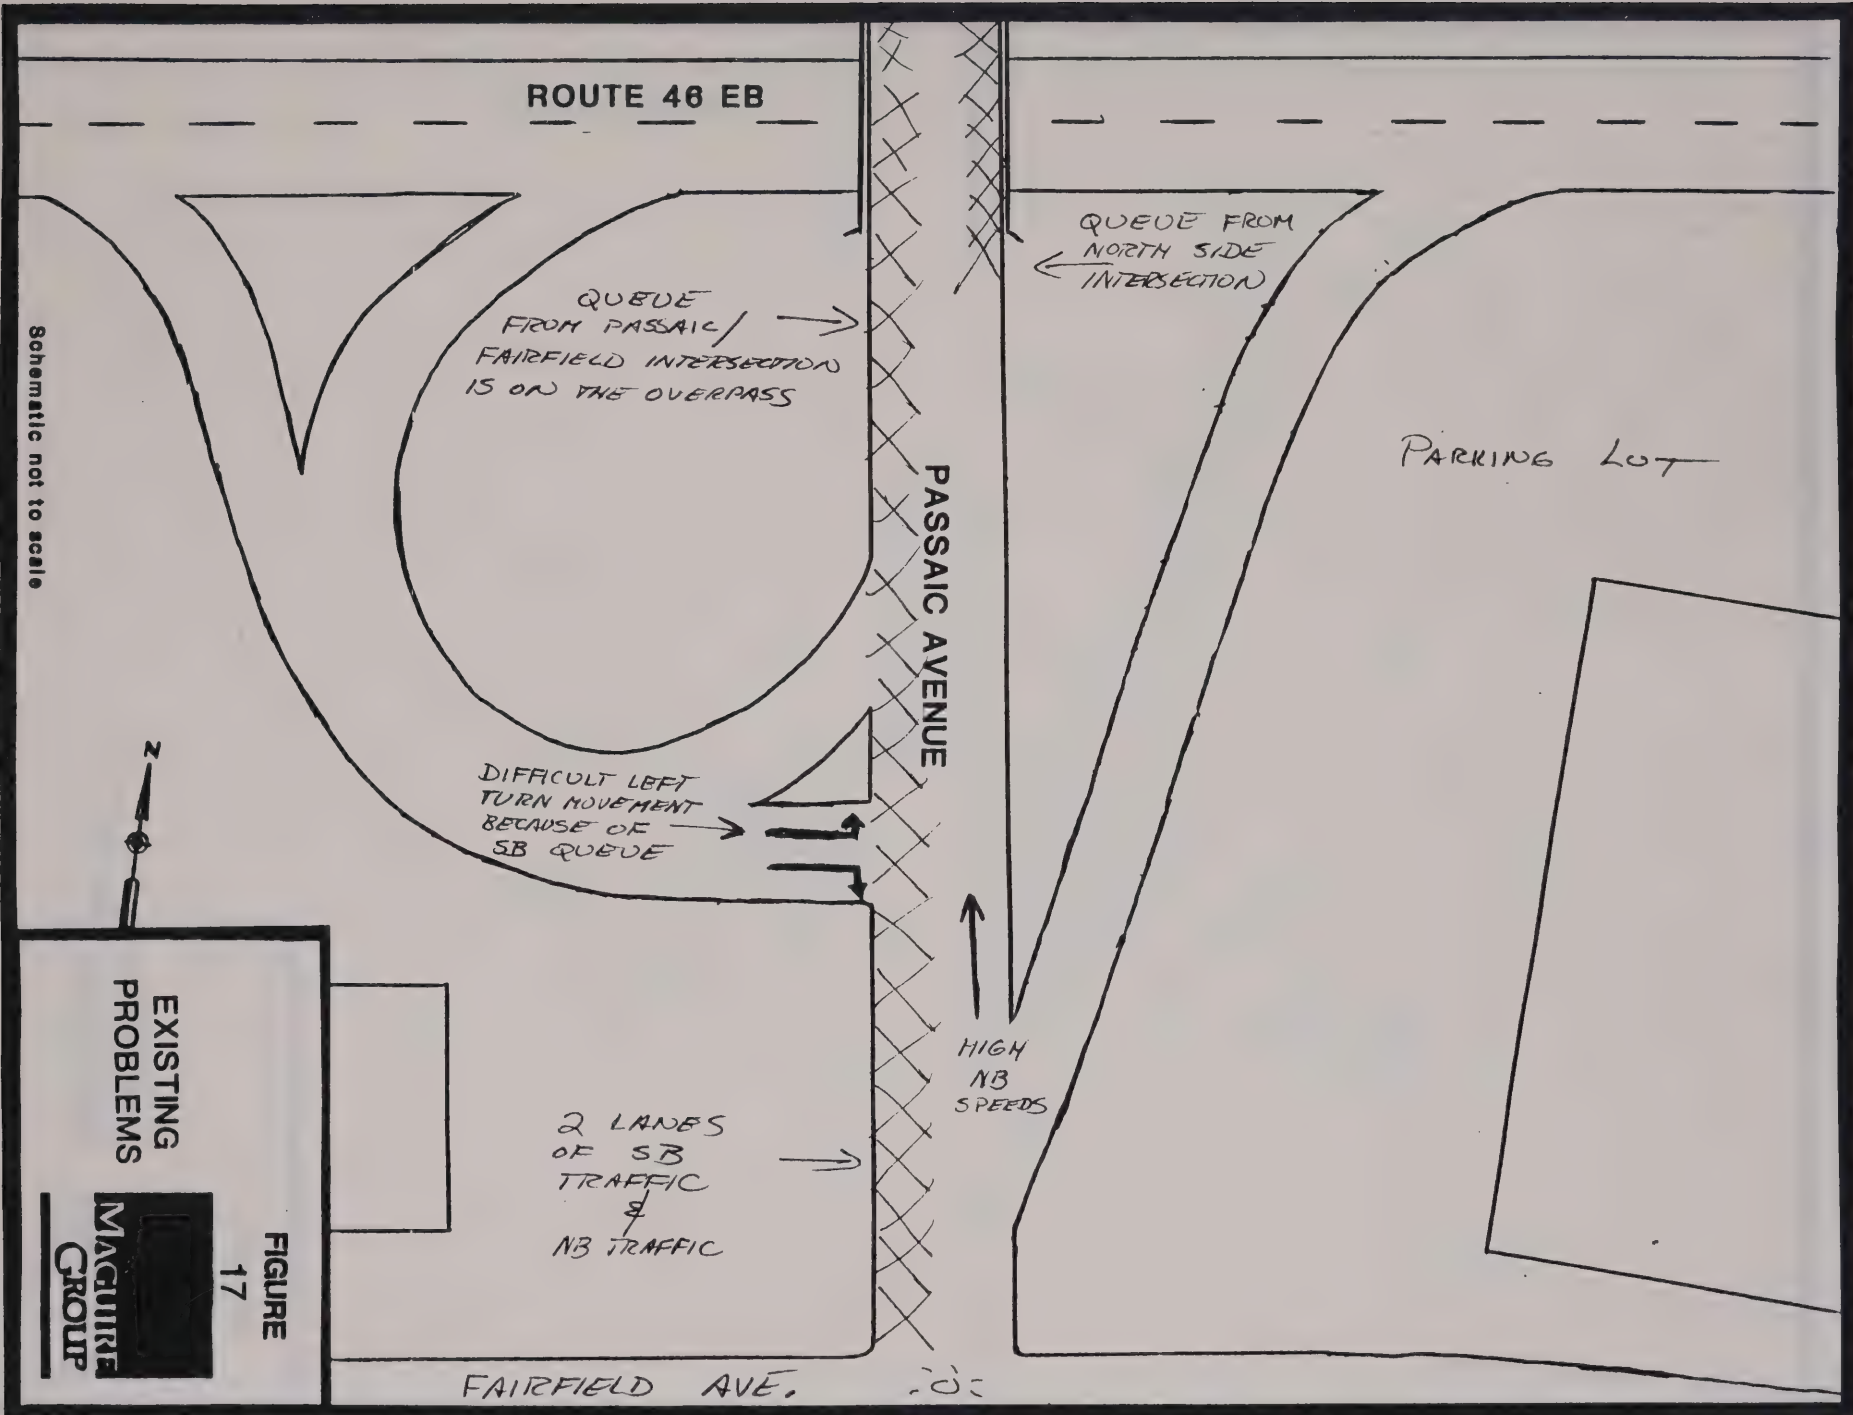 ROUTE 46 EB
QUEUE FROM
NORTH SIDE
INTERSECTION
QUEUE
FROM PASSAIC/
FAIRFIELD INTERSECTION
IS ON THE OVERPASS
PARKING LOT
PASSAIC AVENUE
Schematic not to scale
N
DIFFICULT LEFT
TURN MOVEMENT
BECAUSE OF
SB QUEUE
HIGH
NB
SPEEDS
2 LANES
OF SB
TRAFFIC
&
NB TRAFFIC
EXISTING
PROBLEMS
FIGURE
17
MAGUIRE
GROUP
FAIRFIELD AVE.